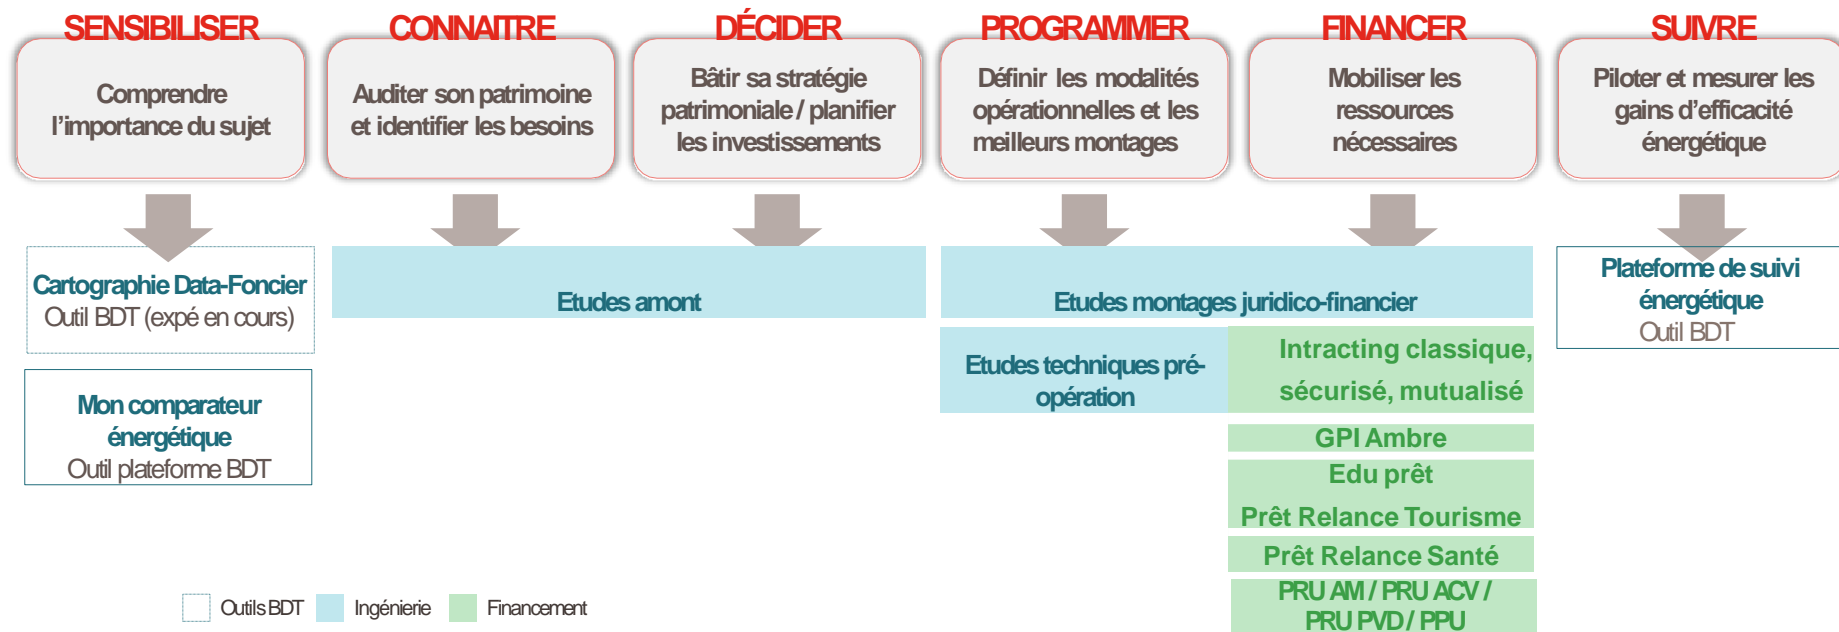 SENSIBILISER
Comprendre
l'importance du sujet
CONNAITRE
Auditer son patrimoine
et identifier les besoins
DÉCIDER
Bâtir sa stratégie
patrimoniale / planifier
les investissements
PROGRAMMER
Définir les modalités
opérationnelles et les
meilleurs montages
FINANCER
Mobiliser les
ressources
nécessaires
SUIVRE
Piloter et mesurer les
gains d'efficacité
énergétique
Cartographie Data-Foncier
Outil BDT (expé en cours)
Mon comparateur
énergétique
Outil plateforme BDT
Etudes amont
Etudes montages juridico-financier
Etudes techniques pré-
opération
Intracting classique,
sécurisé, mutualisé
GPI Ambre
Edu prêt
Prêt Relance Tourisme
Prêt Relance Santé
PRU AM / PRU ACV /
PRU PVD / PPU
Plateforme de suivi
énergétique
Outil BDT
Outils BDT
Ingénierie
Financement